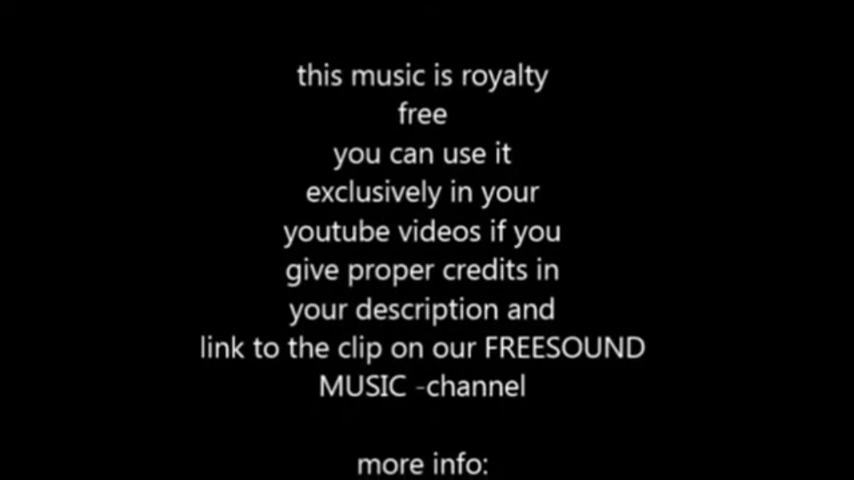 this music is royalty
free
you can use it
exclusively in your
youtube videos if you
give proper credits in
your description and
link to the clip on our FREESOUND
MUSIC -channel
more info: